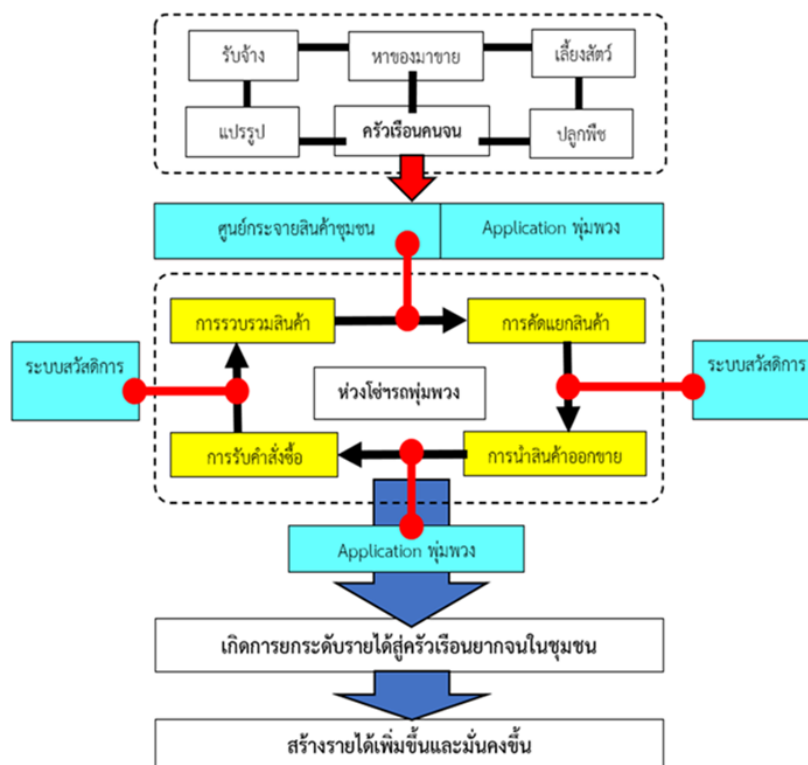 รับจ้าง
หาของมาขาย
เลี้ยงสัตว์
แปรรูป
ครัวเรือนคนจน
ปลูกพืช
ศูนย์กระจายสินค้าชุมชน
Application พุ่มพวง
การรวบรวมสินค้า
การคัดแยกสินค้า
ระบบสวัสดิการ
ระบบสวัสดิการ
ห่วงโซ่ฯรถพุ่มพวง
การรับคำสั่งซื้อ
การนำสินค้าออกขาย
Application พุ่มพวง
เกิดการยกระดับรายได้สู่ครัวเรือนยากจนในชุมชน
สร้างรายได้เพิ่มขึ้นและมั่นคงขึ้น